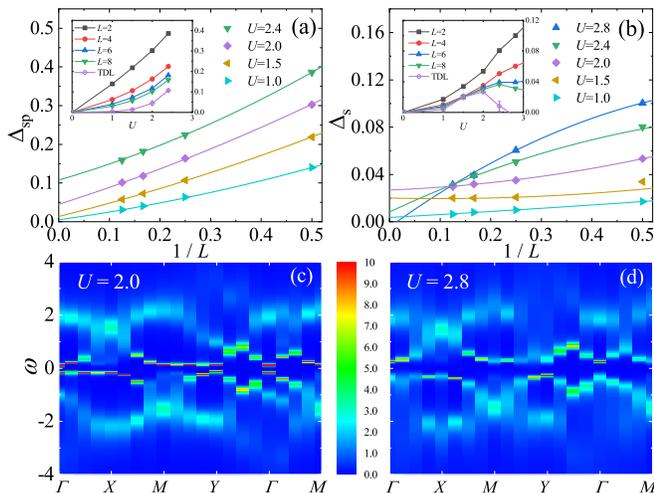 (a)
Δsp
0.5
0.4
0.3
0.2
0.1
0.0
0.0 0.1 0.2 0.3 0.4 0.5
1 / L
U=2.4
U=2.0
U=1.5
U=1.0
L=2
L=4
L=6
L=8
TDL
0.4
0.3
0.2
0.1
0.0
0 1 2 3
U
(b)
Δs
0.16
0.12
0.08
0.04
0.00
0.0 0.1 0.2 0.3 0.4 0.5
1 / L
U=2.8
U=2.4
U=2.0
U=1.5
U=1.0
L=2
L=4
L=6
L=8
TDL
0.12
0.08
0.04
0.00
0 1 2 3
U
U = 2.0 (c)
ω
4
2
0
-2
-4
Γ X M Y Γ M
10
9.0
8.0
7.0
6.0
5.0
4.0
3.0
2.0
1.0
0.0
U = 2.8 (d)
Γ X M Y Γ M